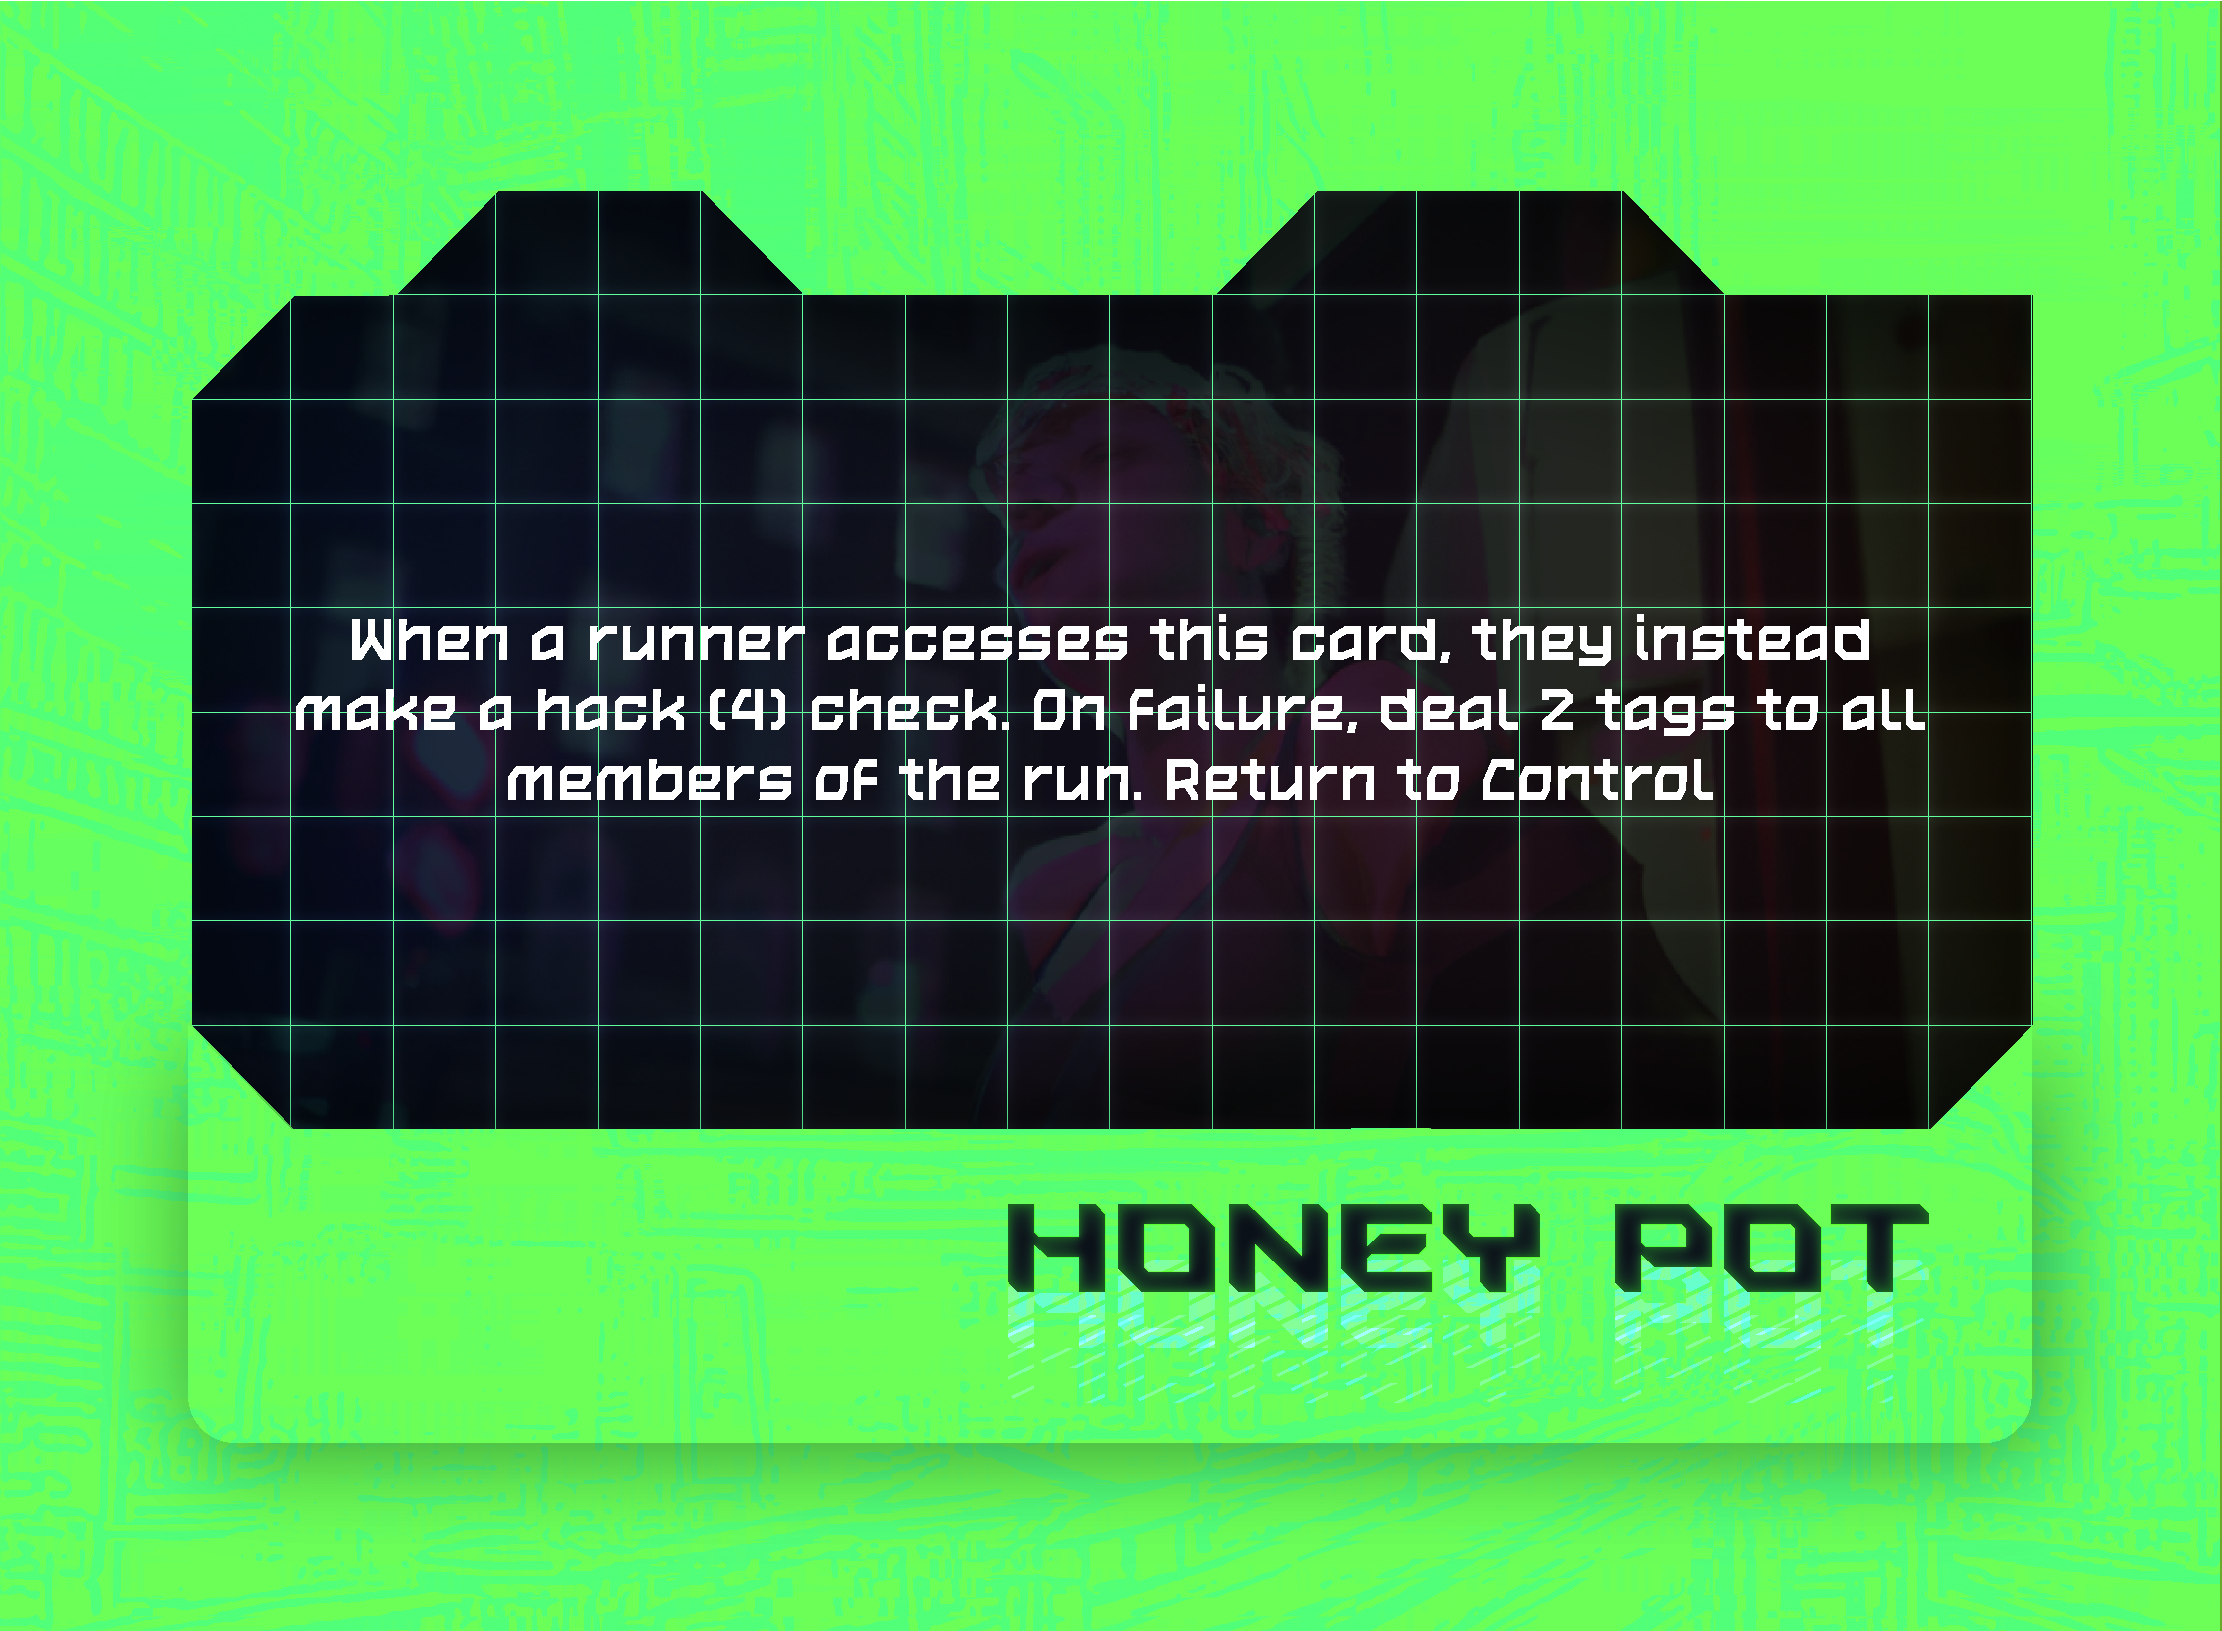 When a runner accesses this card, they instead
make a hack (4) check. On failure, deal 2 tags to all
members of the run. Return to Control
HONEY POT